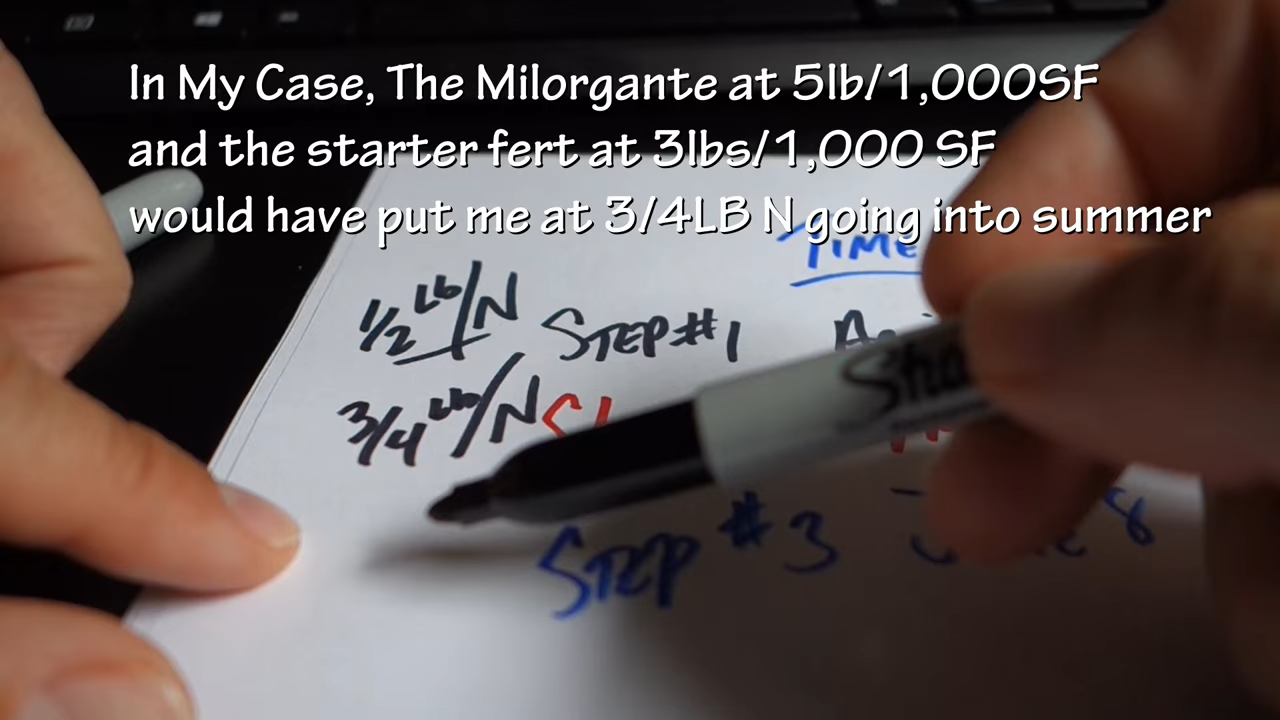 In My Case, The Milorgante at 5lb/1,000SF
and the starter fert at 3lbs/1,000 SF
would have put me at 3/4LB N going into summer
TIME
1/2 Lb/N STEP #1
3/4 Lb/N
STEP #3